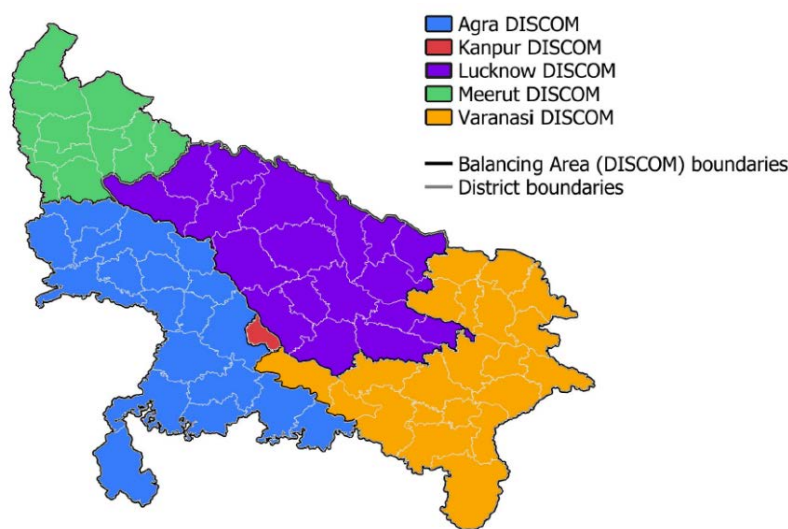 Agra DISCOM
Kanpur DISCOM
Lucknow DISCOM
Meerut DISCOM
Varanasi DISCOM
Balancing Area (DISCOM) boundaries
District boundaries